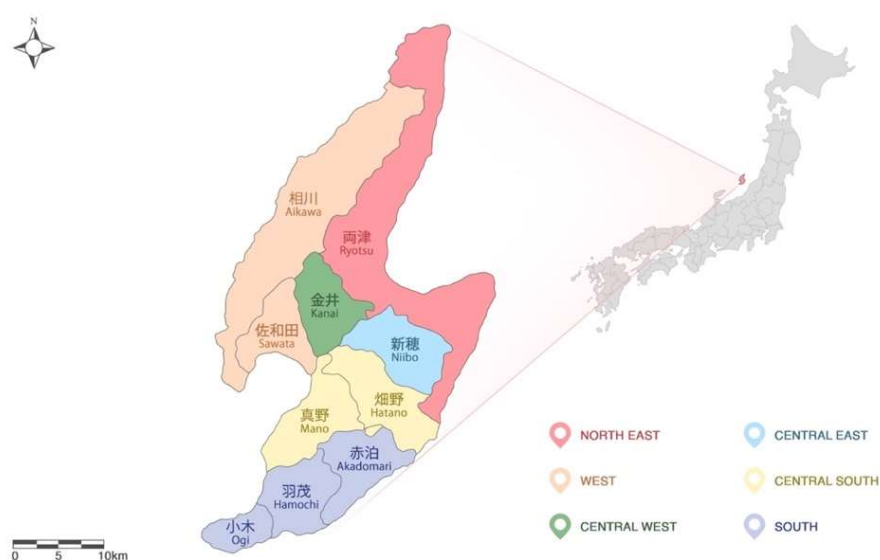 N
相川
Aikawa
両津
Ryotsu
金井
Kanai
佐和田
Sawata
新穂
Niibo
畑野
Hatano
真野
Mano
赤泊
Akadomari
羽茂
Hamochi
小木
Ogi
NORTH EAST
CENTRAL EAST
WEST
CENTRAL SOUTH
CENTRAL WEST
SOUTH
0 5 10km